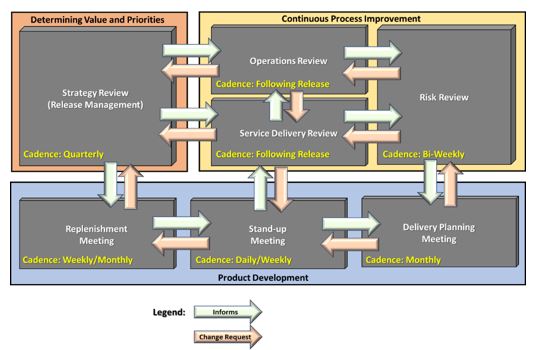 Determining Value and Priorities
Continuous Process Improvement
Strategy Review
(Release Management)
Cadence: Quarterly
Operations Review
Cadence: Following Release
Service Delivery Review
Cadence: Following Release
Risk Review
Cadence: Bi-Weekly
Replenishment
Meeting
Cadence: Weekly/Monthly
Stand-up
Meeting
Cadence: Daily/Weekly
Delivery Planning
Meeting
Cadence: Monthly
Product Development
Legend:
Informs
Change Request